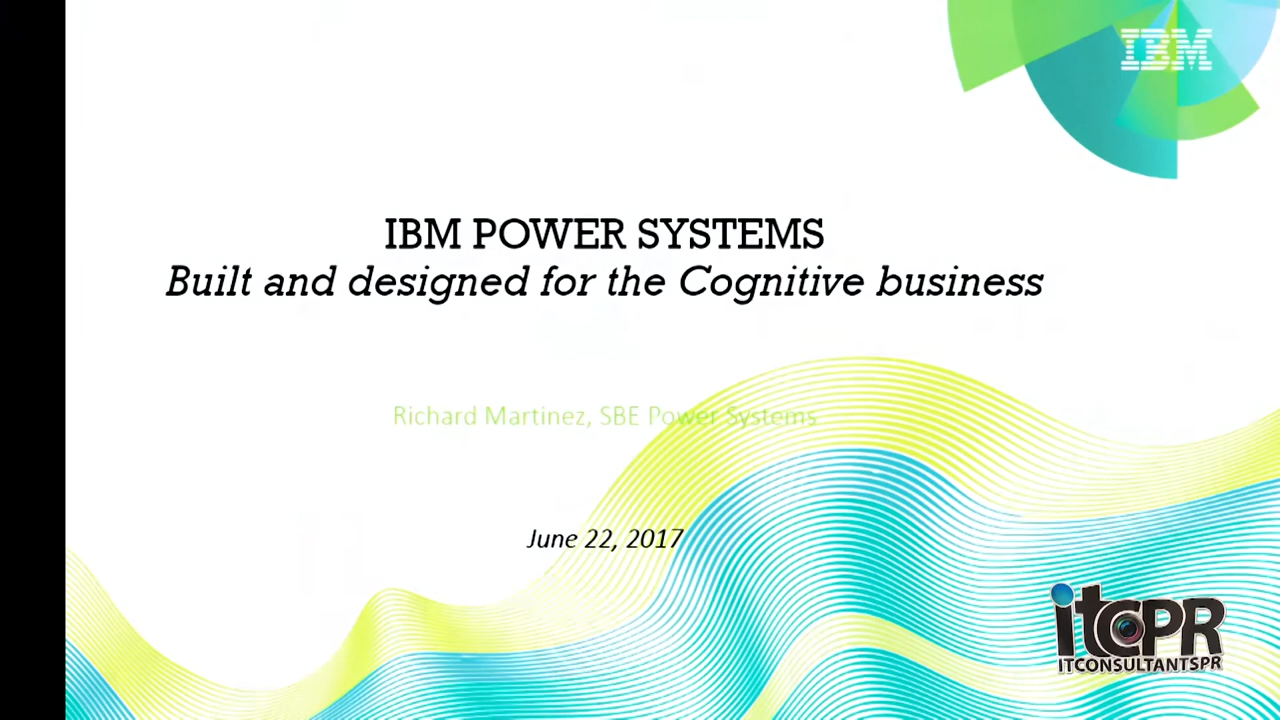 IBM
IBM POWER SYSTEMS
Built and designed for the Cognitive business
Richard Martinez, SBE Power Systems
June 22, 2017
itcPR
ITCONSULTANTSPR